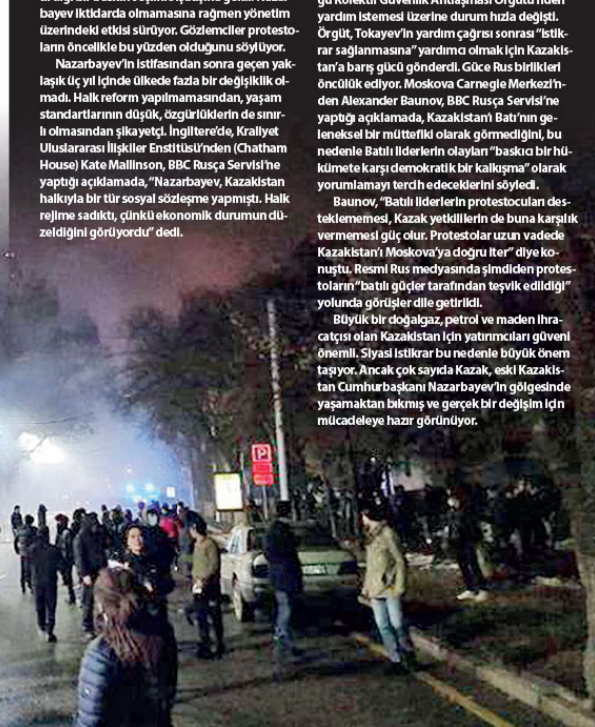 bayev iktidarda olmamasına rağmen yönetim
üzerindeki etkisi sürüyor. Gözlemciler protesto-
ların öncelikle bu yüzden olduğunu söylüyor.
Nazarbayev’in istifasından sonra geçen yak-
laşık üç yıl içinde ülkede fazla bir değişiklik ol-
madı. Halk reform yapılmamasından, yaşam
standartlarının düşük, özgürlüklerin de sınır-
lı olmasından şikayetçi. İngiltere’de, Kraliyet
Uluslararası İlişkiler Enstitüsü’nden (Chatham
House) Kate Mallinson, BBC Rusça Servisi’ne
yaptığı açıklamada, “Nazarbayev, Kazakistan
halkıyla bir tür sosyal sözleşme yapmıştı. Halk
rejime sadıktı, çünkü ekonomik durumun dü-
zeldiğini görüyordu” dedi.
yardım istemesi üzerine durum hızla değişti.
Örgüt, Tokayev’in yardım çağrısı sonrası “istik-
rar sağlanmasına” yardımcı olmak için Kazakis-
tan’a barış gücü gönderdi. Güce Rus birlikleri
öncülük ediyor. Moskova Carnegie Merkezi’n-
den Alexander Baunov, BBC Rusça Servisi’ne
yaptığı açıklamada, Kazakistan’ı Batı’nın ge-
leneksel bir müttefiki olarak görmediğini, bu
nedenle Batılı liderlerin olayları “baskıcı bir hü-
kümete karşı demokratik bir kalkışma” olarak
yorumlamayı tercih edeceklerini söyledi.
Baunov, “Batılı liderlerin protestocuları des-
teklememesi, Kazak yetkililerin de buna karşılık
vermemesi güç olur. Protestolar uzun vadede
Kazakistan’ı Moskova’ya doğru iter” diye ko-
nuştu. Resmi Rus medyasında şimdiden protes-
toların “batılı güçler tarafından teşvik edildiği”
yolunda görüşler dile getirildi.
Büyük bir doğalgaz, petrol ve maden ihra-
catçısı olan Kazakistan için yatırımcıları güveni
önemli. Siyasi istikrar bu nedenle büyük önem
taşıyor. Ancak çok sayıda Kazak, eski Kazakis-
tan Cumhurbaşkanı Nazarbayev’in gölgesinde
yaşamaktan bıkmış ve gerçek bir değişim için
mücadeleye hazır görünüyor.
P